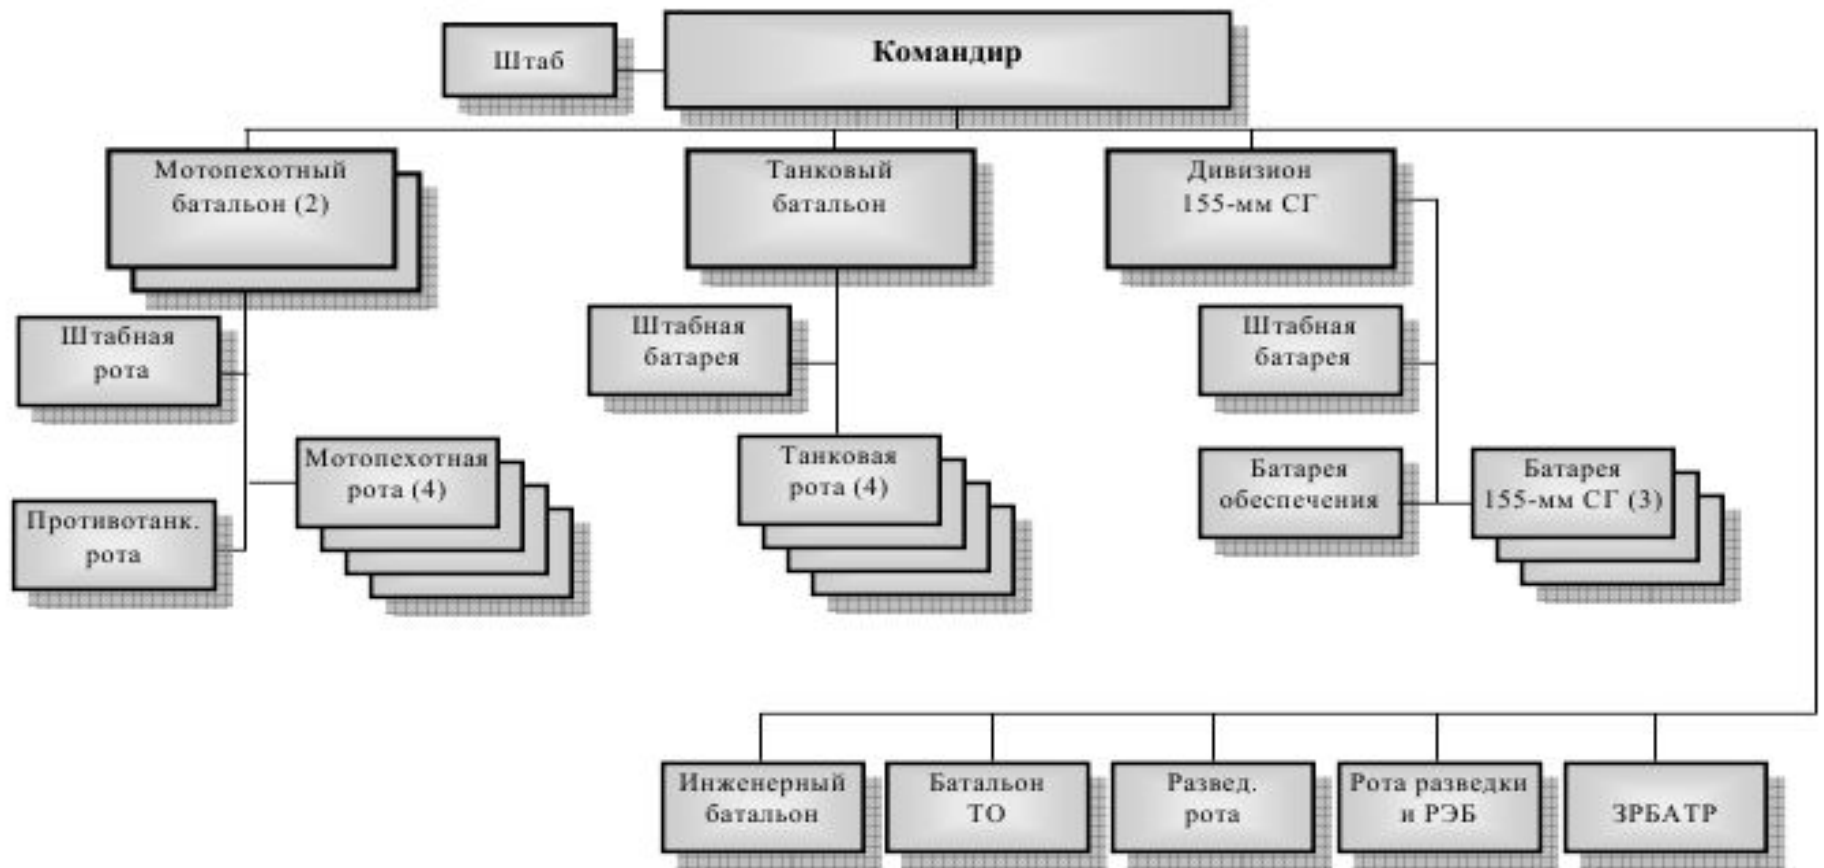 Штаб
Командир
Мотопехотный
батальон (2)
Танковый
батальон
Дивизион
155-мм СГ
Штабная
рота
Штабная
батарея
Штабная
батарея
Мотопехотная
рота (4)
Танковая
рота (4)
Батарея
обеспечения
Батарея
155-мм СГ (3)
Противотанк.
рота
Инженерный
батальон
Батальон
ТО
Развед.
рота
Рота разведки
и РЭБ
ЗРБАТР